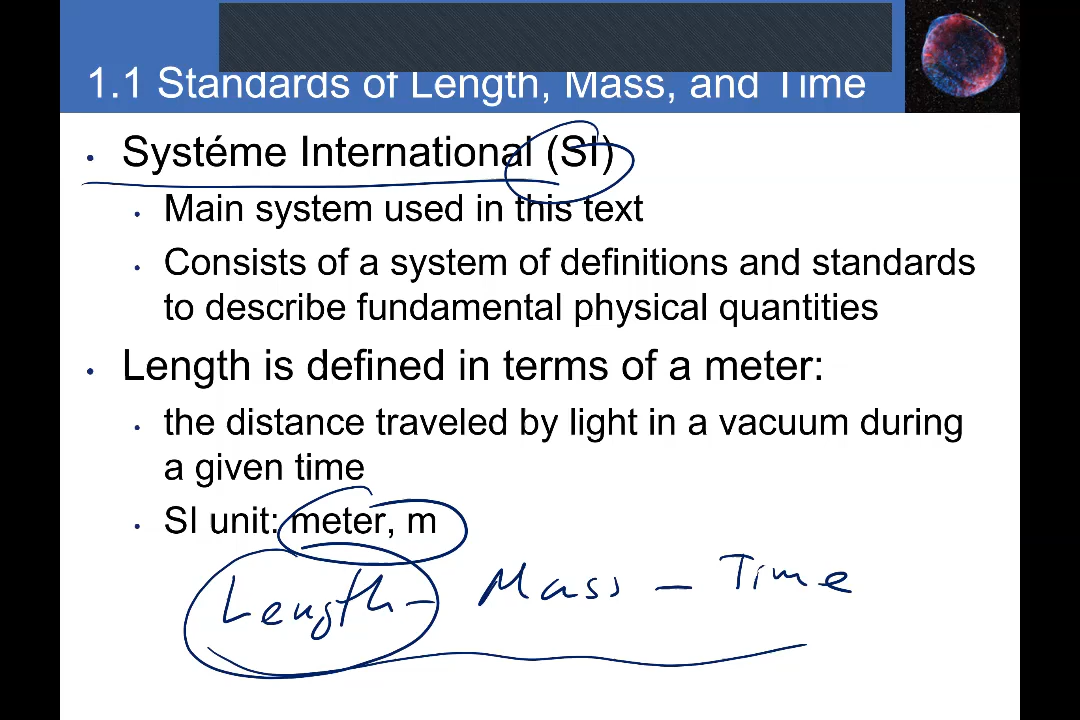 1.1 Standards of Length, Mass, and Time
• Systéme International (SI)
• Main system used in this text
• Consists of a system of definitions and standards
to describe fundamental physical quantities
• Length is defined in terms of a meter:
• the distance traveled by light in a vacuum during
a given time
• SI unit: meter, m
Length - Mass - Time